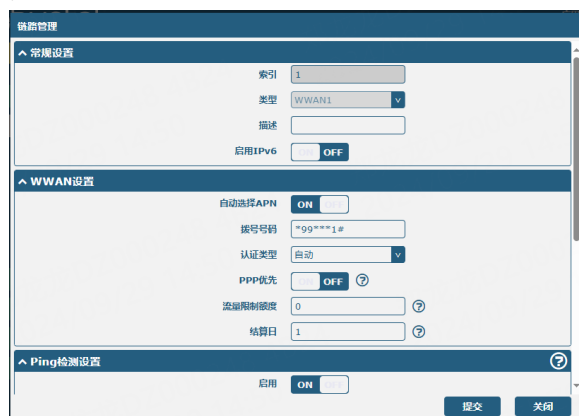 链路管理
常规设置
索引 1
类型 WWAN1 v
描述
启用IPv6 ON OFF
WWAN设置
自动选择APN ON OFF
拨号号码 *99***1#
认证类型 自动 v
PPP优先 ON OFF ?
流量限制额度 0 ?
结算日 1 ?
Ping检测设置 ?
启用 ON OFF
提交 关闭